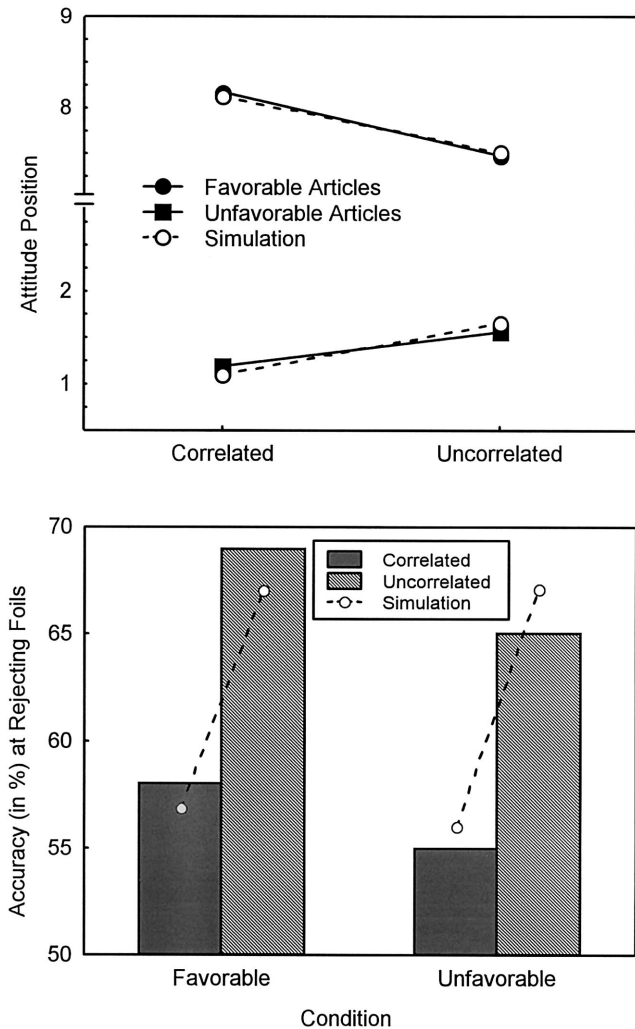 9
8
Favorable Articles
Unfavorable Articles
Simulation
2
1
Attitude Position
Correlated
Uncorrelated
70
65
60
55
50
Accuracy (in %) at Rejecting Foils
Correlated
Uncorrelated
Simulation
Favorable
Unfavorable
Condition